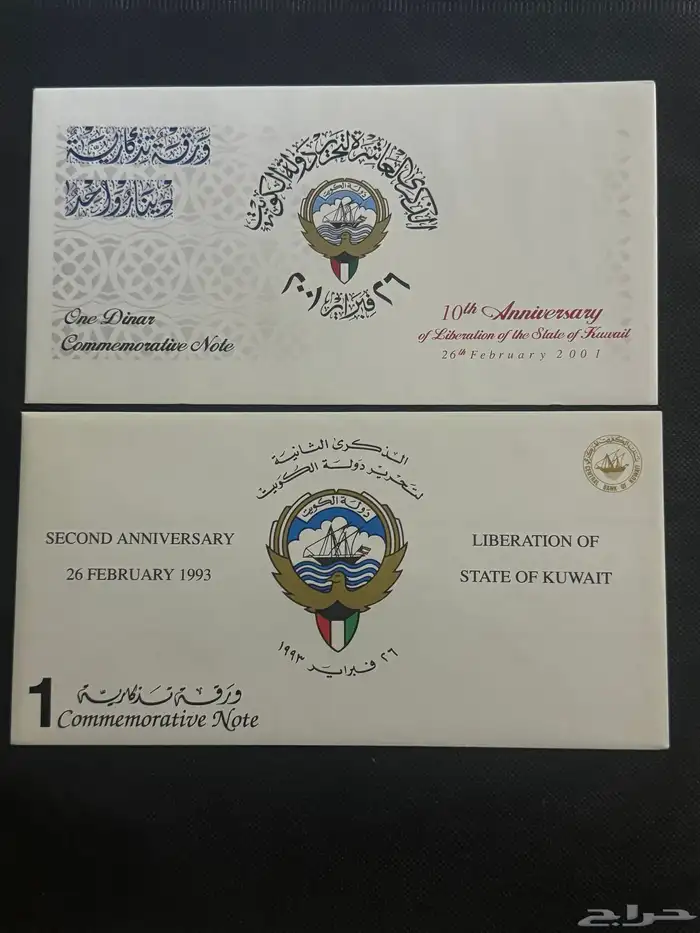 ورقة تذكارية
دينار واحد
One Dinar
Commemorative Note
الذكرى العاشرة لتحرير دولة الكويت
دولة الكويت
٢٦ فبراير ٢٠٠١
10th Anniversary
of Liberation of the State of Kuwait
26th February 2001
الذكرى الثانية
لتحرير دولة الكويت
دولة الكويت
SECOND ANNIVERSARY
26 FEBRUARY 1993
LIBERATION OF
STATE OF KUWAIT
٢٦ فبراير ١٩٩٣
CENTRAL BANK OF KUWAIT
1
ورقة تذكارية
Commemorative Note
حراج